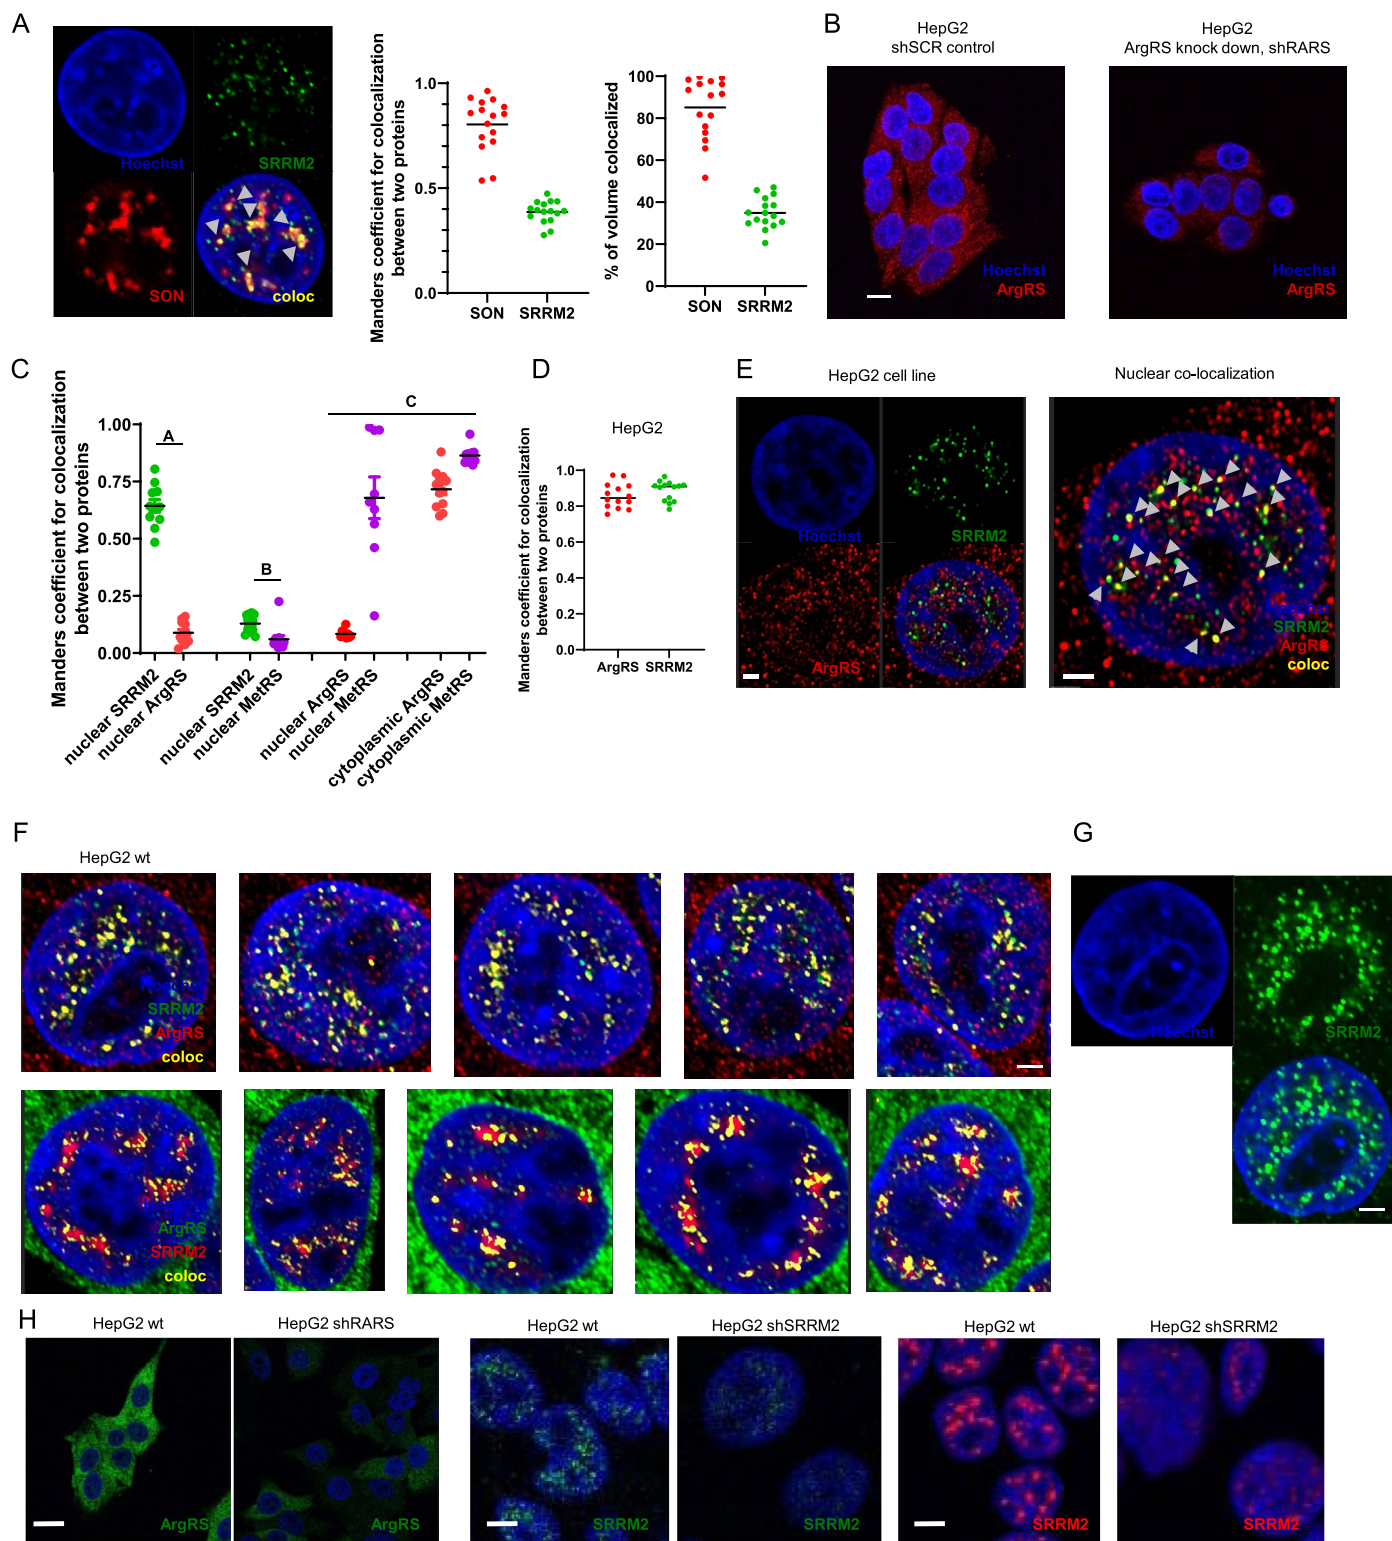 A
Hoechst
SRRM2
SON
coloc
Manders coefficient for colocalization
between two proteins
1.0
0.5
0.0
SON
SRRM2
% of volume colocalized
100
80
60
40
20
0
SON
SRRM2
B
HepG2
shSCR control
Hoechst
ArgRS
HepG2
ArgRS knock down, shRARS
Hoechst
ArgRS
C
Manders coefficient for colocalization
between two proteins
1.00
0.75
0.50
0.25
0.00
A
B
C
nuclear SRRM2
nuclear ArgRS
nuclear SRRM2
nuclear MetRS
nuclear ArgRS
nuclear MetRS
cytoplasmic ArgRS
cytoplasmic MetRS
D
HepG2
Manders coefficient for colocalization
between two proteins
1.0
0.8
0.6
0.4
0.2
0.0
ArgRS
SRRM2
E
HepG2 cell line
Hoechst
SRRM2
ArgRS
Nuclear co-localization
Hoechst
SRRM2
ArgRS
coloc
F
HepG2 wt
Hoechst
SRRM2
ArgRS
coloc
Hoechst
ArgRS
SRRM2
coloc
G
Hoechst
SRRM2
H
HepG2 wt
ArgRS
HepG2 shRARS
ArgRS
HepG2 wt
SRRM2
HepG2 shSRRM2
SRRM2
HepG2 wt
SRRM2
HepG2 shSRRM2
SRRM2